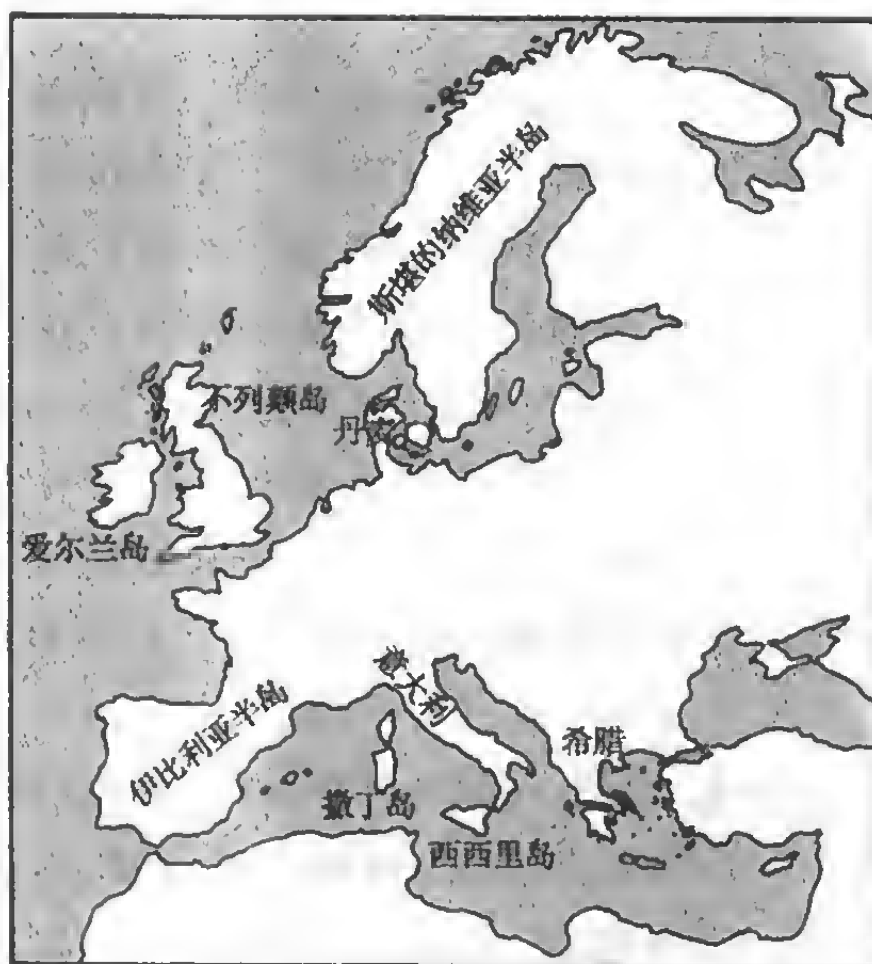 斯堪的纳维亚半岛
不列颠岛
丹麦
爱尔兰岛
意大利
伊比利亚半岛
希腊
撒丁岛
西西里岛